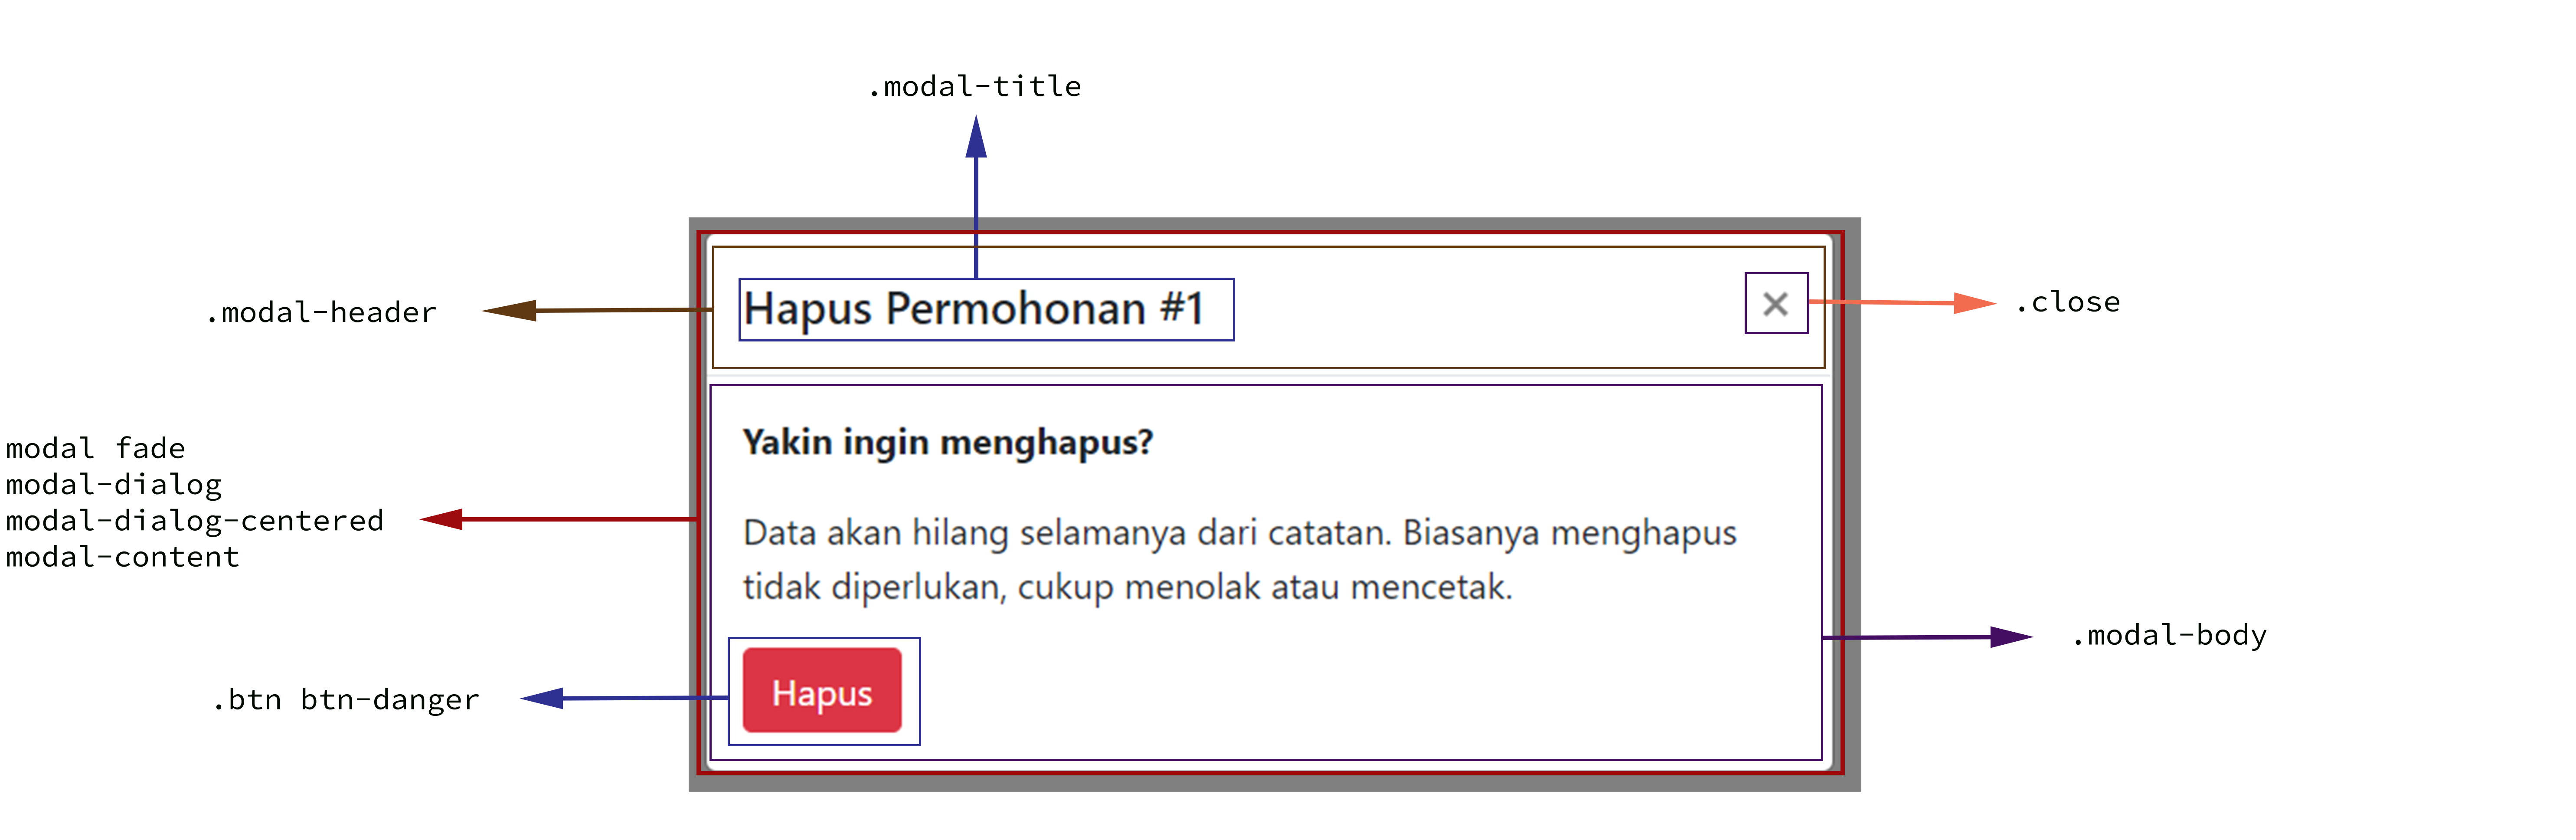 .modal-title
.modal-header
Hapus Permohonan #1
×
.close
modal fade
modal-dialog
modal-dialog-centered
modal-content
Yakin ingin menghapus?
Data akan hilang selamanya dari catatan. Biasanya menghapus
tidak diperlukan, cukup menolak atau mencetak.
.modal-body
.btn btn-danger
Hapus